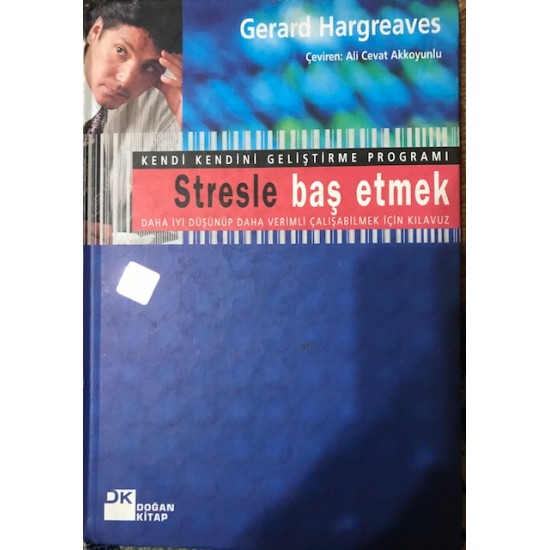 Gerard Hargreaves
Çeviren: Ali Cevat Akkoyunlu
KENDİ KENDİNİ GELİŞTİRME PROGRAMI
Stresle baş etmek
DAHA İYİ DÜŞÜNÜP DAHA VERİMLİ ÇALIŞABİLMEK İÇİN KILAVUZ
DK
DOĞAN
KİTAP